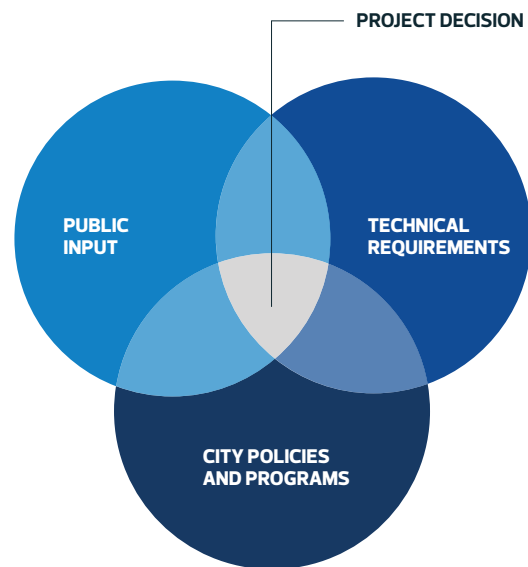 PROJECT DECISION
PUBLIC
INPUT
TECHNICAL
REQUIREMENTS
CITY POLICIES
AND PROGRAMS